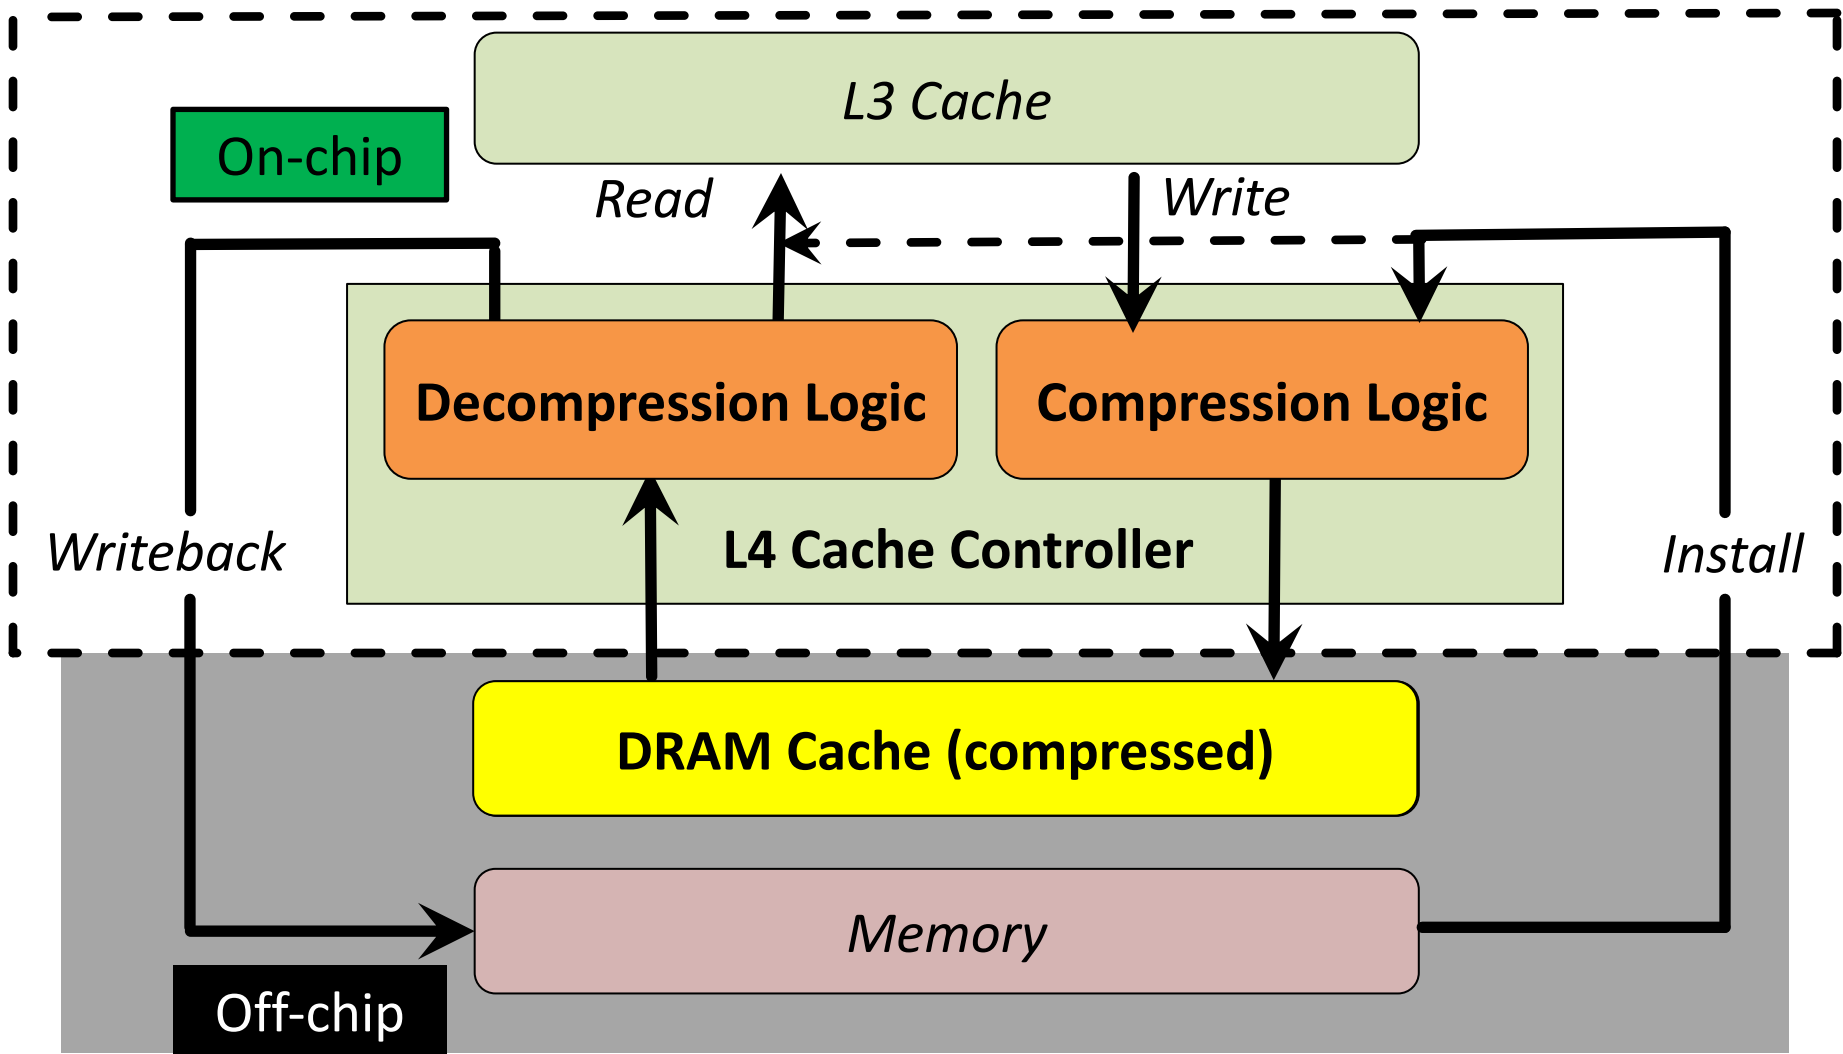 L3 Cache
On-chip
Read
Write
Decompression Logic
Compression Logic
L4 Cache Controller
Writeback
Install
DRAM Cache (compressed)
Memory
Off-chip